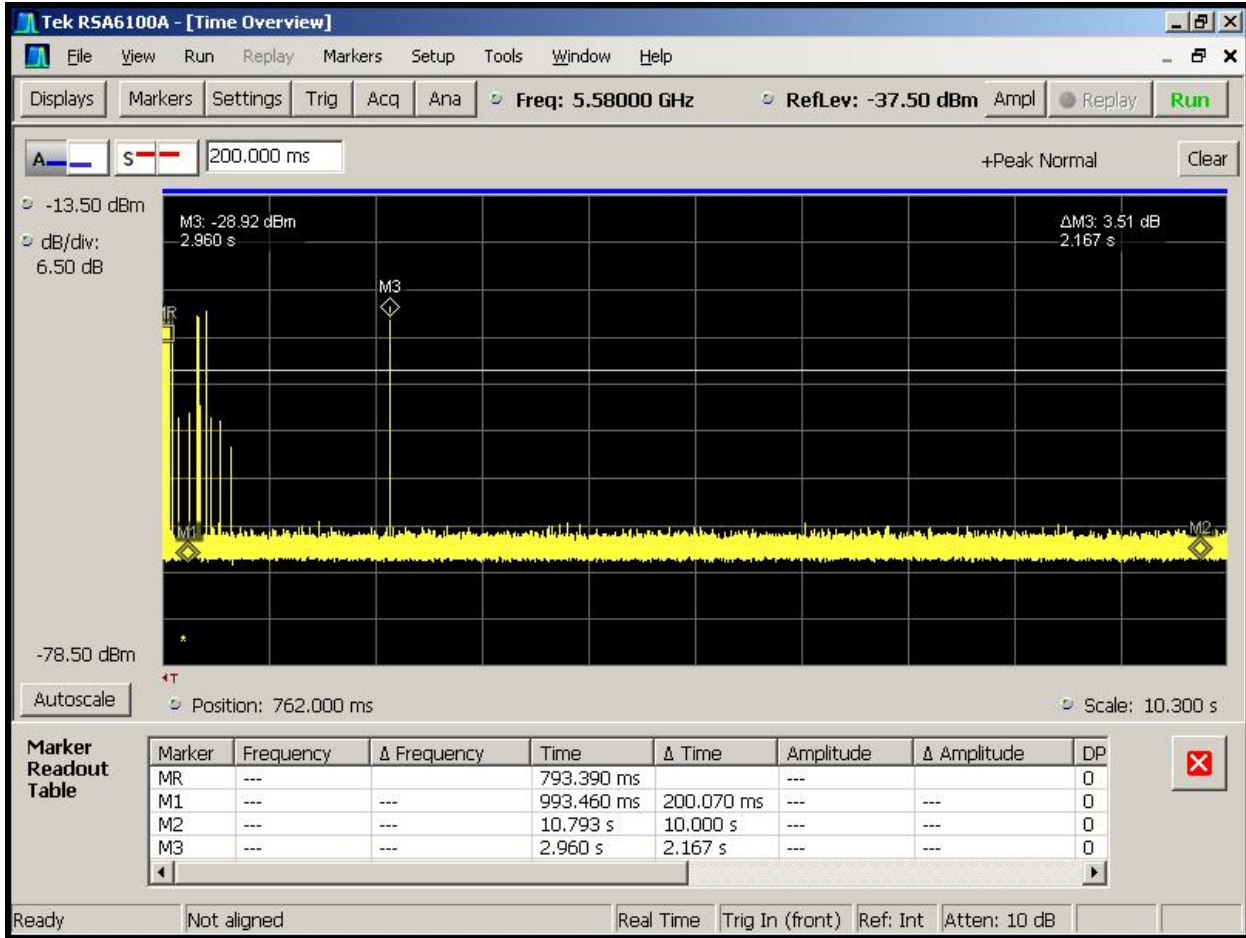 Tek RSA6100A - [Time Overview]
File View Run Replay Markers Setup Tools Window Help
Displays Markers Settings Trig Acq Ana Freq: 5.58000 GHz RefLev: -37.50 dBm Ampl Replay Run
A S 200.000 ms +Peak Normal Clear
-13.50 dBm
dB/div:
6.50 dB
M3: -28.92 dBm
2.960 s
ΔM3: 3.51 dB
2.167 s
M3
MR
M1
M2
*
-78.50 dBm
T
Autoscale Position: 762.000 ms Scale: 10.300 s
Marker
Readout
Table
Marker Frequency Δ Frequency Time Δ Time Amplitude Δ Amplitude DP
MR --- 793.390 ms --- 0
M1 --- --- 993.460 ms 200.070 ms --- --- 0
M2 --- --- 10.793 s 10.000 s --- --- 0
M3 --- --- 2.960 s 2.167 s --- --- 0
Ready Not aligned Real Time Trig In (front) Ref: Int Atten: 10 dB